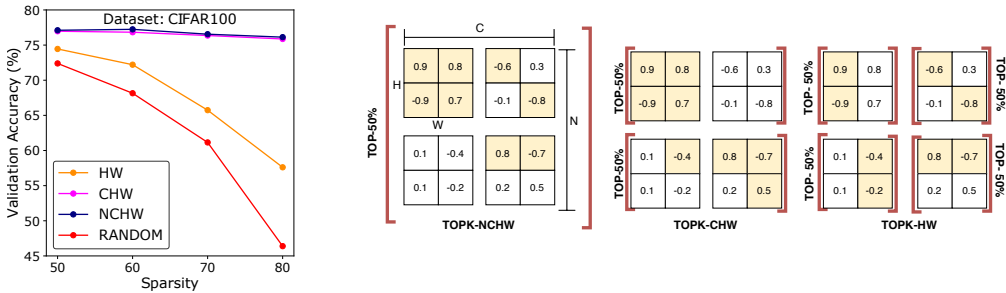 Dataset: CIFAR100
Validation Accuracy (%)
80
75
70
65
60
55
50
45
HW
CHW
NCHW
RANDOM
50 60 70 80
Sparsity
TOP-50%
C
H
W
N
0.9 0.8 -0.6 0.3
-0.9 0.7 -0.1 -0.8
0.1 -0.4 0.8 -0.7
0.1 -0.2 0.2 0.5
TOPK-NCHW
TOP-50%
0.9 0.8 -0.6 0.3
-0.9 0.7 -0.1 -0.8
TOP-50%
0.1 -0.4 0.8 -0.7
0.1 -0.2 0.2 0.5
TOPK-CHW
TOP- 50%
0.9 0.8 -0.6 0.3
-0.9 0.7 -0.1 -0.8
TOP- 50%
TOP- 50%
0.1 -0.4 0.8 -0.7
0.1 -0.2 0.2 0.5
TOP- 50%
TOPK-HW